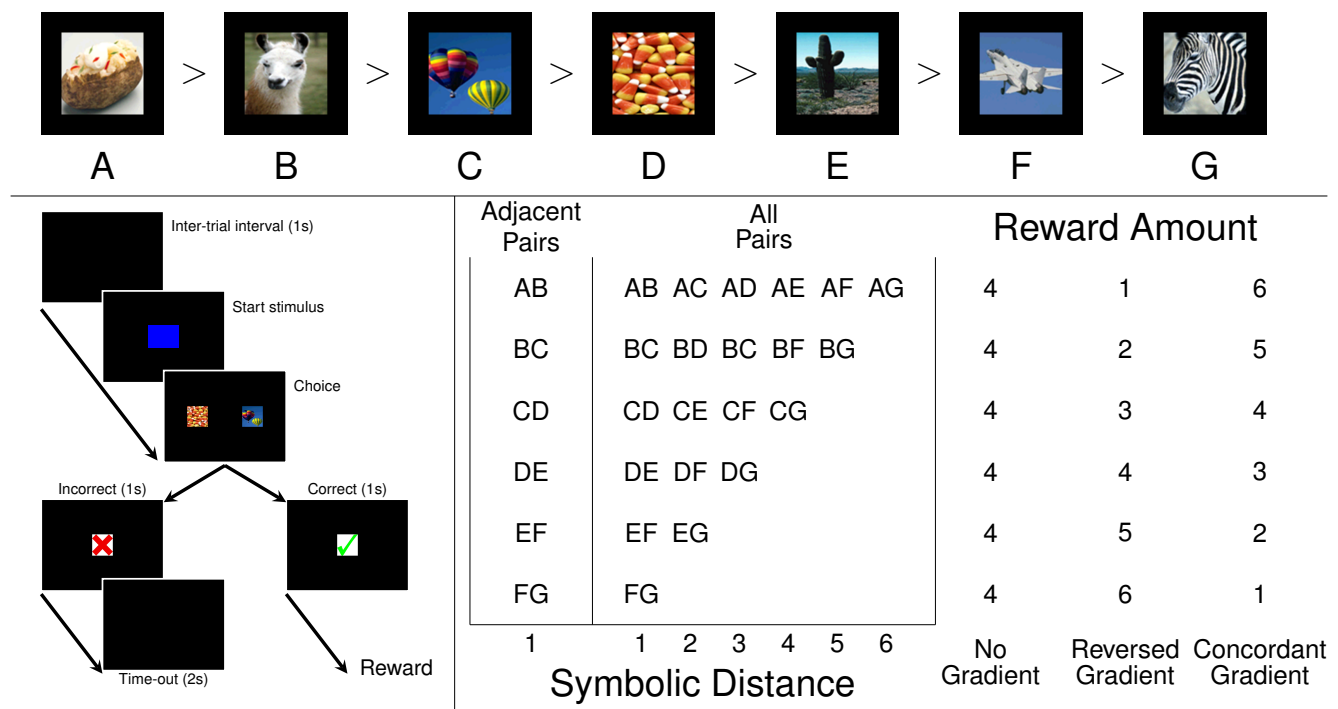 > > > > > >
A B C D E F G
Inter-trial interval (1s)
Start stimulus
Choice
Incorrect (1s) Correct (1s)
Time-out (2s)
Reward
Adjacent
Pairs
All
Pairs
Reward Amount
AB AB AC AD AE AF AG 4 1 6
BC BC BD BC BF BG 4 2 5
CD CD CE CF CG 4 3 4
DE DE DF DG 4 4 3
EF EF EG 4 5 2
FG FG 4 6 1
1 1 2 3 4 5 6
Symbolic Distance
No
Gradient
Reversed
Gradient
Concordant
Gradient